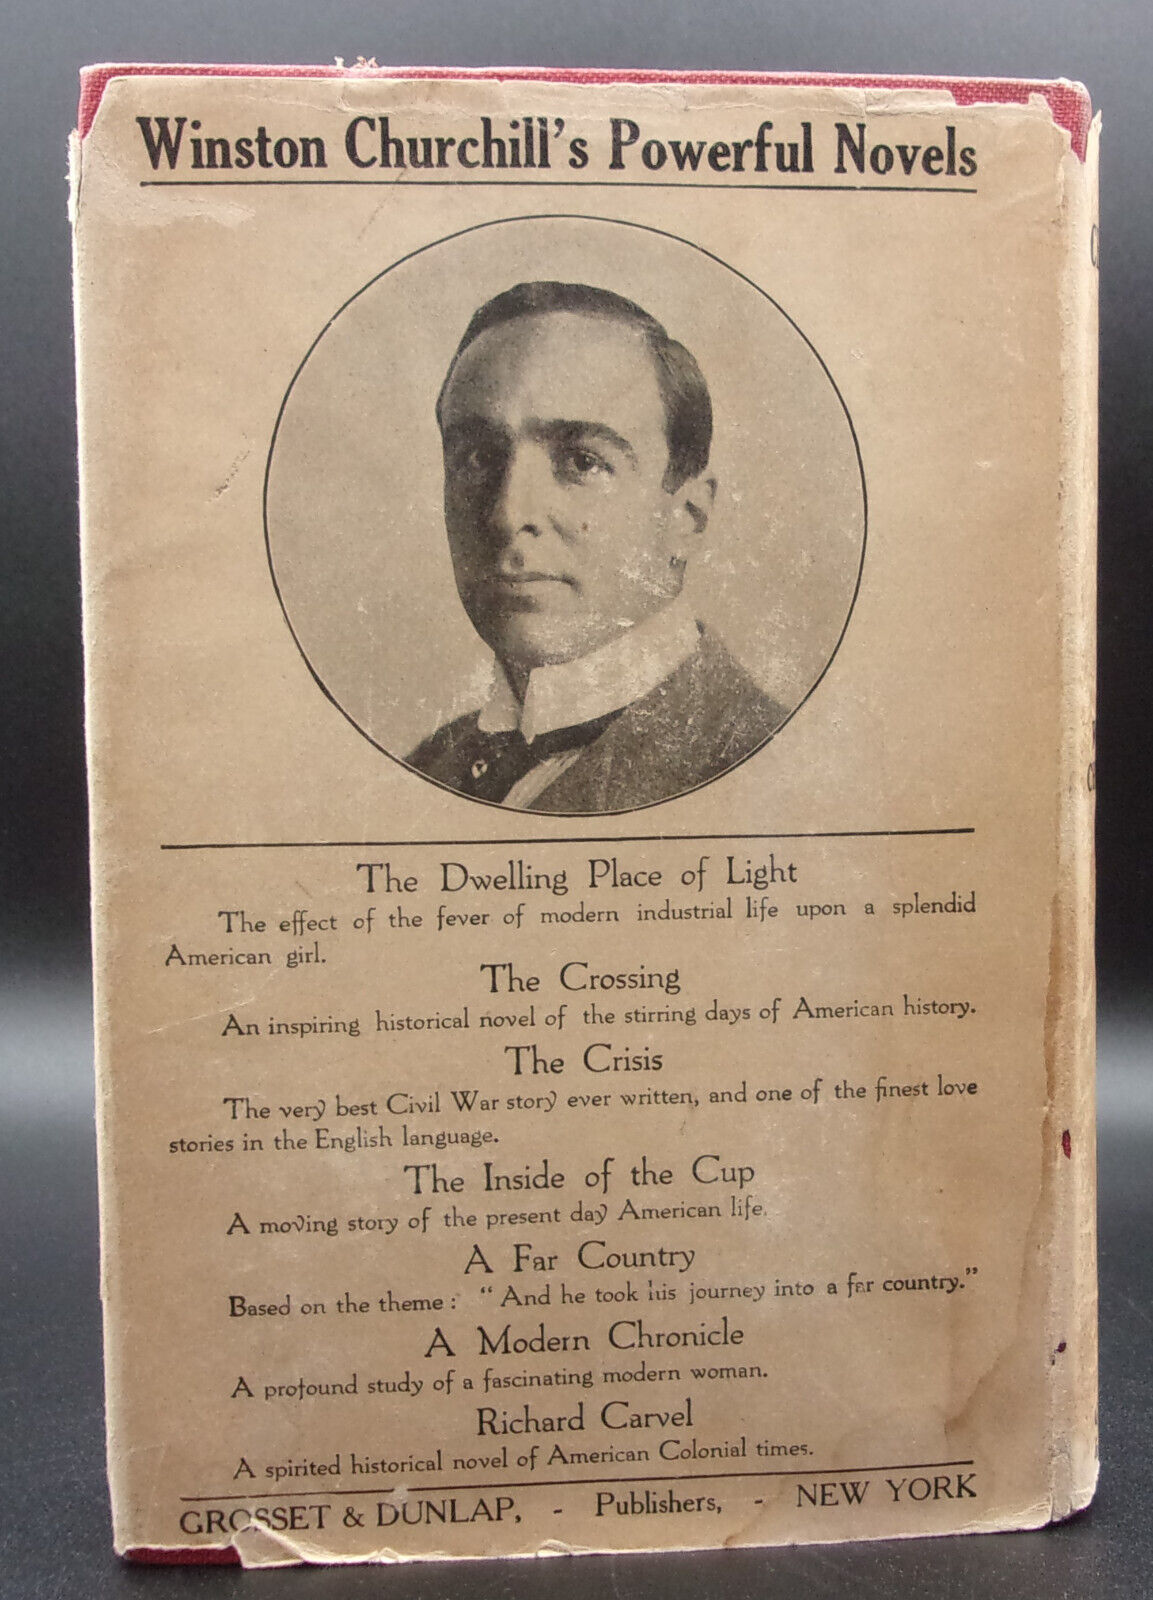 Winston Churchill's Powerful Novels
The Dwelling Place of Light
The effect of the fever of modern industrial life upon a splendid
American girl.
The Crossing
An inspiring historical novel of the stirring days of American history.
The Crisis
The very best Civil War story ever written, and one of the finest love
stories in the English language.
The Inside of the Cup
A moving story of the present day American life.
A Far Country
Based on the theme: "And he took his journey into a far country."
A Modern Chronicle
A profound study of a fascinating modern woman.
Richard Carvel
A spirited historical novel of American Colonial times.
GROSSET & DUNLAP, - Publishers, - NEW YORK